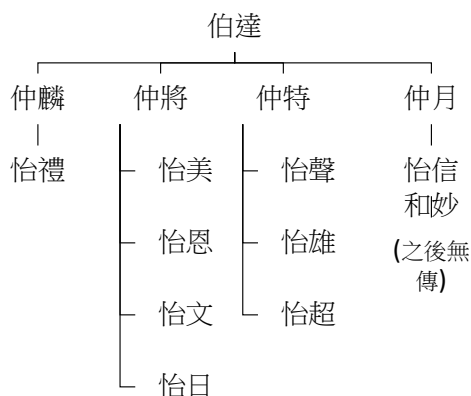 伯達
仲麟 仲將 仲特 仲月
怡禮 怡美 怡聲 怡信
和妙
怡恩 怡雄 (之後無
傳)
怡文 怡超
怡日